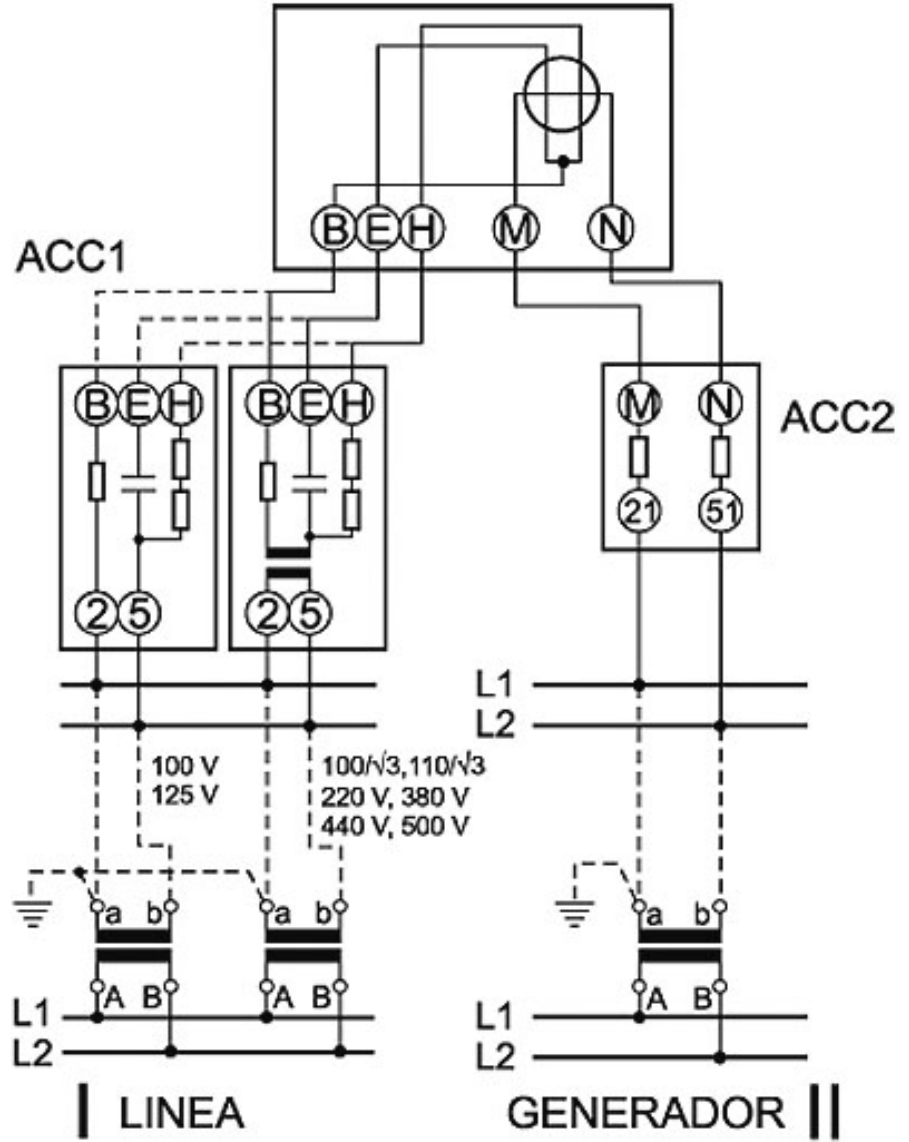 B E H M N
ACC1
B E H B E H M N
ACC2
21 51
2 5 2 5
L1
L2
100 V
125 V
100/√3, 110/√3
220 V, 380 V
440 V, 500 V
a b a b a b
A B A B A B
L1 L1
L2 L2
I LINEA GENERADOR II